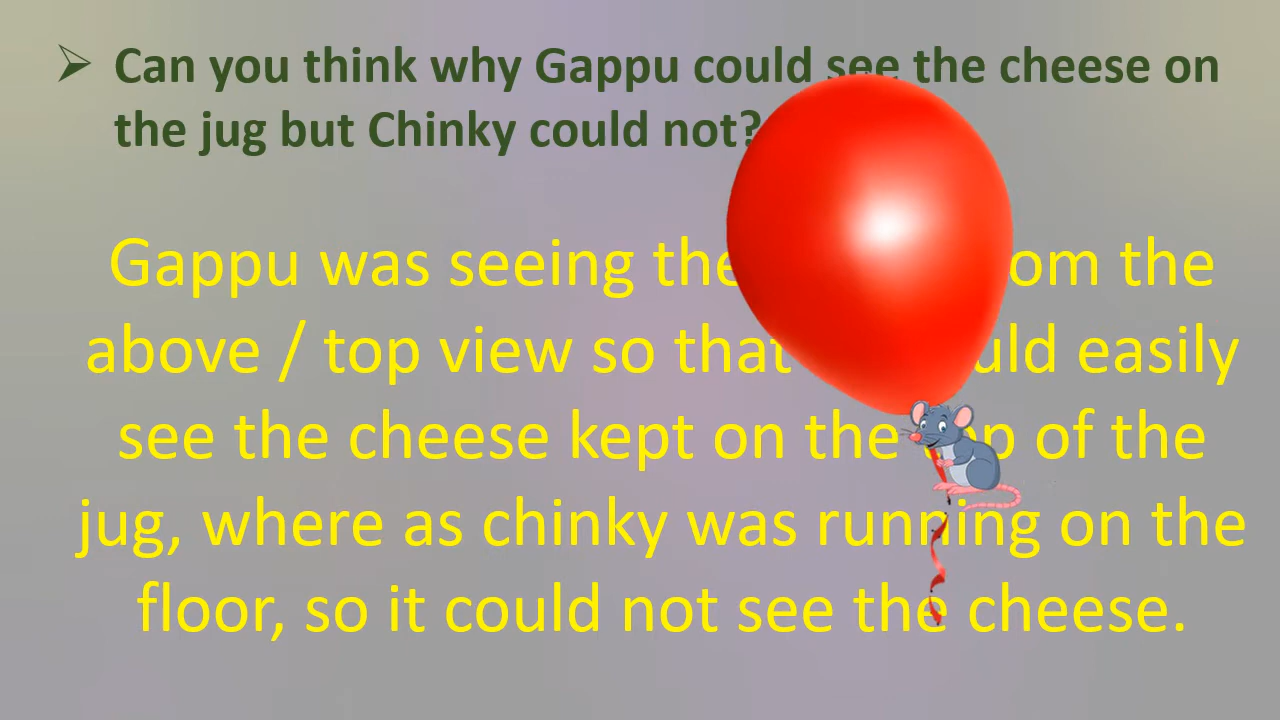 ➢ Can you think why Gappu could see the cheese on
the jug but Chinky could not?
Gappu was seeing the the
above / top view so that easily
see the cheese kept on the of the
jug, where as chinky was running on the
floor, so it could not see the cheese.